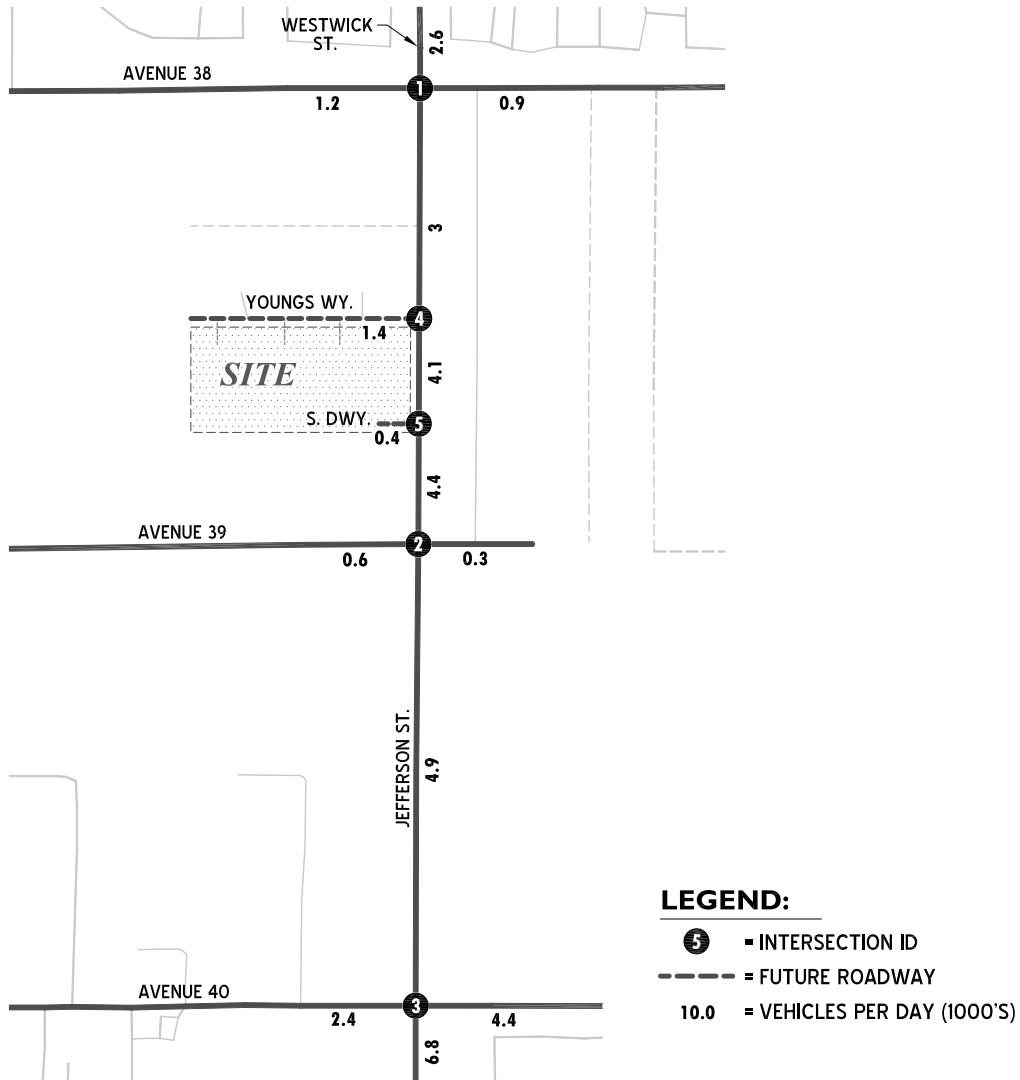 WESTWICK
ST.
2.6
AVENUE 38
1
1.2
0.9
3
YOUNGS WY.
4
1.4
SITE
4.1
S. DWY.
5
0.4
4.4
AVENUE 39
2
0.6
0.3
JEFFERSON ST.
4.9
LEGEND:
5 = INTERSECTION ID
= FUTURE ROADWAY
10.0 = VEHICLES PER DAY (1000'S)
AVENUE 40
3
2.4
4.4
6.8